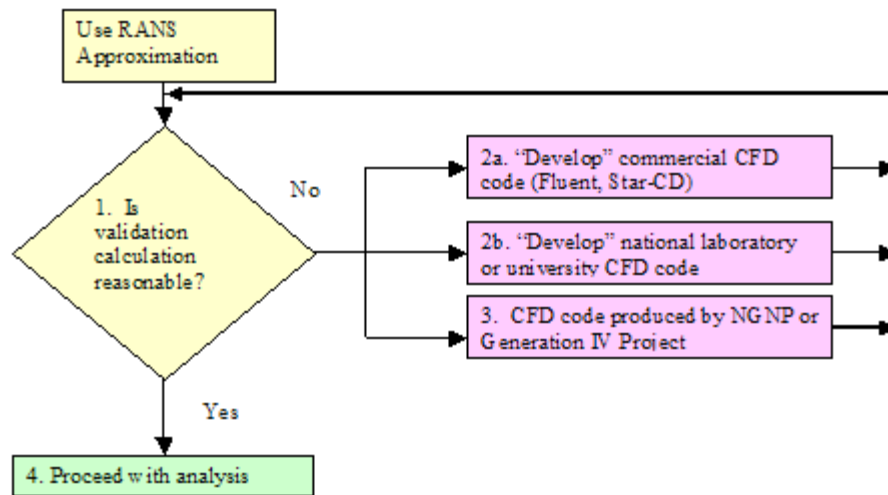 Use RANS
Approximation
No
2a. “Develop” commercial CFD
code (Fluent, Star-CD)
1. Is
validation
calculation
reasonable?
2b. “Develop” national laboratory
or university CFD code
3. CFD code produced by NGNP or
Generation IV Project
Yes
4. Proceed with analysis